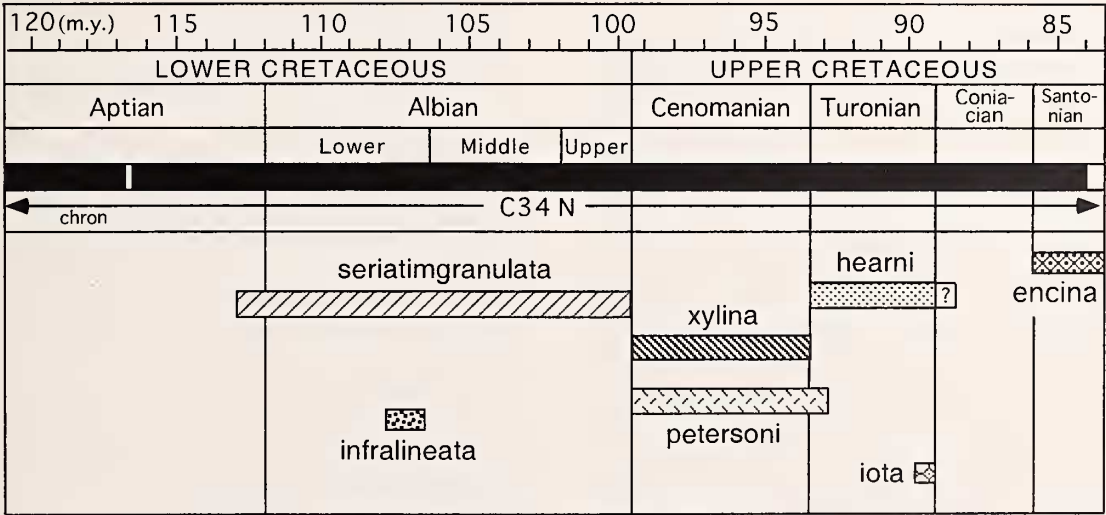 120 (m.y.) 115 110 105 100 95 90 85
LOWER CRETACEOUS UPPER CRETACEOUS
Aptian Albian Cenomanian Turonian Conia-
cian Santo-
nian
Lower Middle Upper
chron C34 N
seriatimgranulata hearni
?
encina
xylina
infralineata petersoni
iota